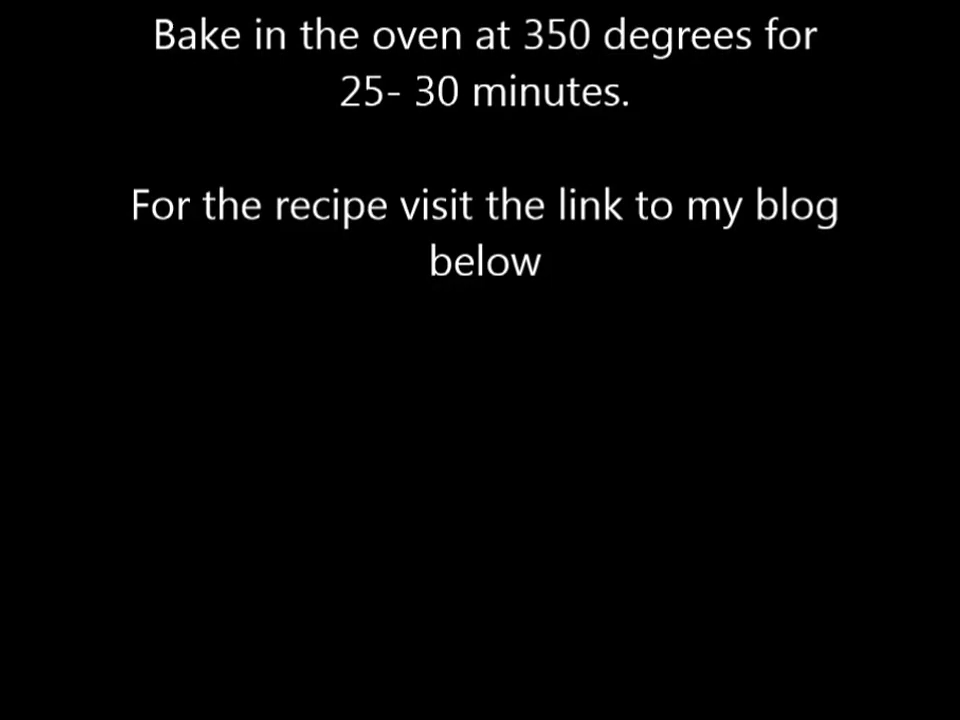 Bake in the oven at 350 degrees for
25- 30 minutes.
For the recipe visit the link to my blog
below